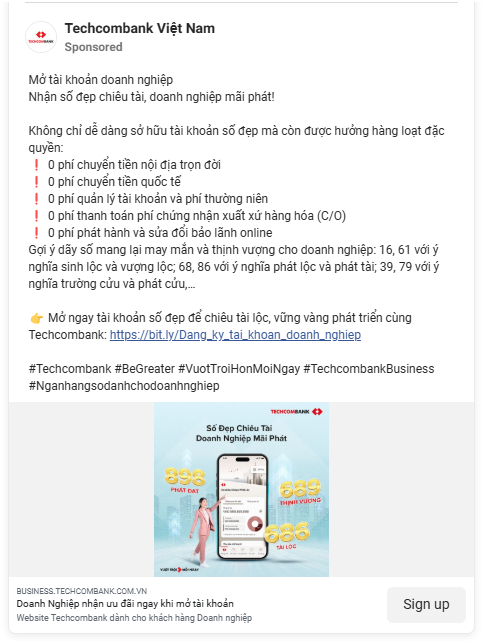 Techcombank Việt Nam
Sponsored
Mở tài khoản doanh nghiệp
Nhận số đẹp chiêu tài, doanh nghiệp mãi phát!
Không chỉ dễ dàng sở hữu tài khoản số đẹp mà còn được hưởng hàng loạt đặc
quyền:
❗ 0 phí chuyển tiền nội địa trọn đời
❗ 0 phí chuyển tiền quốc tế
❗ 0 phí quản lý tài khoản và phí thường niên
❗ 0 phí thanh toán phí chứng nhận xuất xứ hàng hóa (C/O)
❗ 0 phí phát hành và sửa đổi bảo lãnh online
Gợi ý dãy số mang lại may mắn và thịnh vượng cho doanh nghiệp: 16, 61 với ý
nghĩa sinh lộc và vượng lộc; 68, 86 với ý nghĩa phát lộc và phát tài; 39, 79 với ý
nghĩa trường cửu và phát cửu,...
👉 Mở ngay tài khoản số đẹp để chiêu tài lộc, vững vàng phát triển cùng
Techcombank: https://bit.ly/Dang_ky_tai_khoan_doanh_nghiep
#Techcombank #BeGreater #VuotTroiHonMoiNgay #TechcombankBusiness
#Nganhangsodanhchodoanhnghiep
TECHCOMBANK
Số Đẹp Chiêu Tài
Doanh Nghiệp Mãi Phát
898
PHÁT ĐẠT
689
THỊNH VƯỢNG
686
TÀI LỘC
VƯỢT TRỘI MỖI NGÀY
BUSINESS.TECHCOMBANK.COM.VN
Doanh Nghiệp nhận ưu đãi ngay khi mở tài khoản
Website Techcombank dành cho khách hàng Doanh nghiệp
Sign up